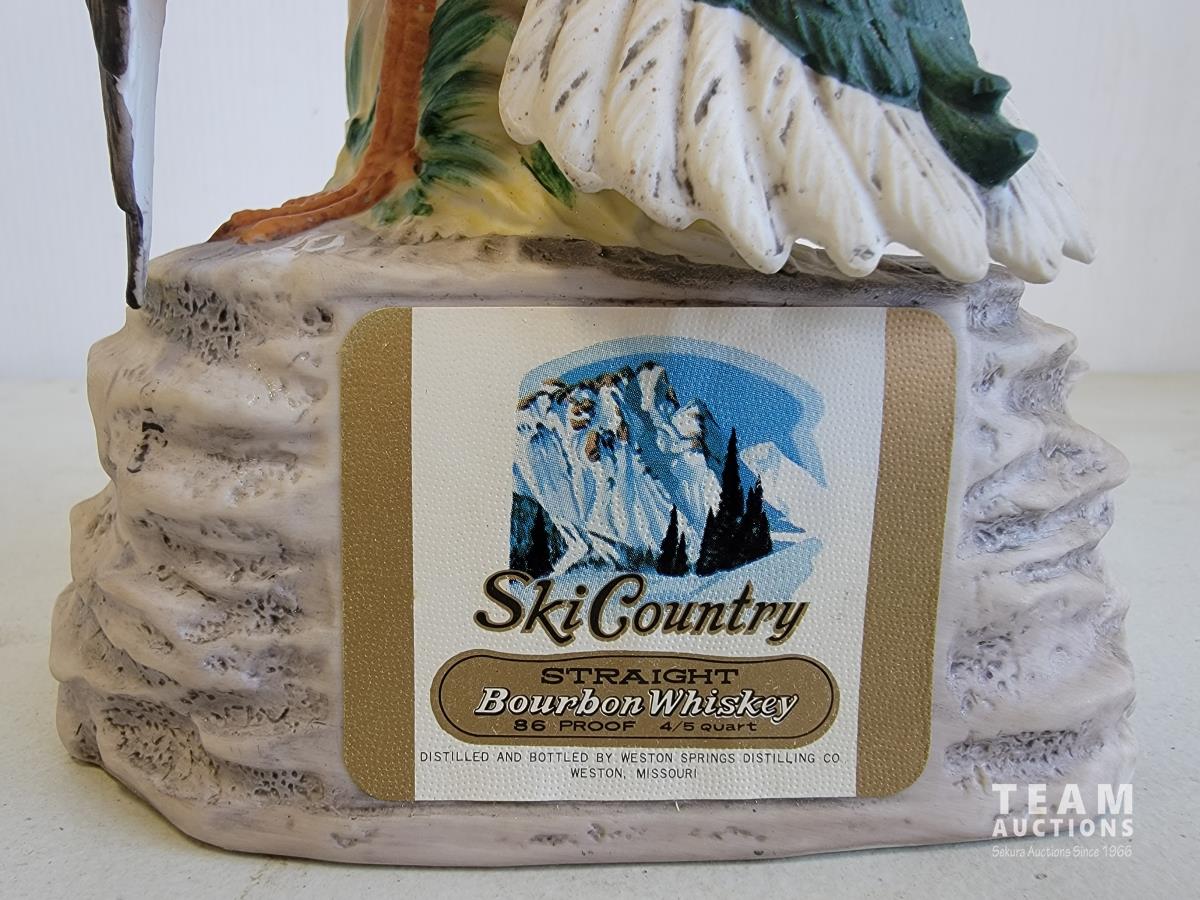 Ski Country
STRAIGHT
Bourbon Whiskey
86 PROOF 4/5 Quart
DISTILLED AND BOTTLED BY WESTON SPRINGS DISTILLING CO
WESTON, MISSOURI
TEAM
AUCTIONS
Sekura Auctions Since 1966